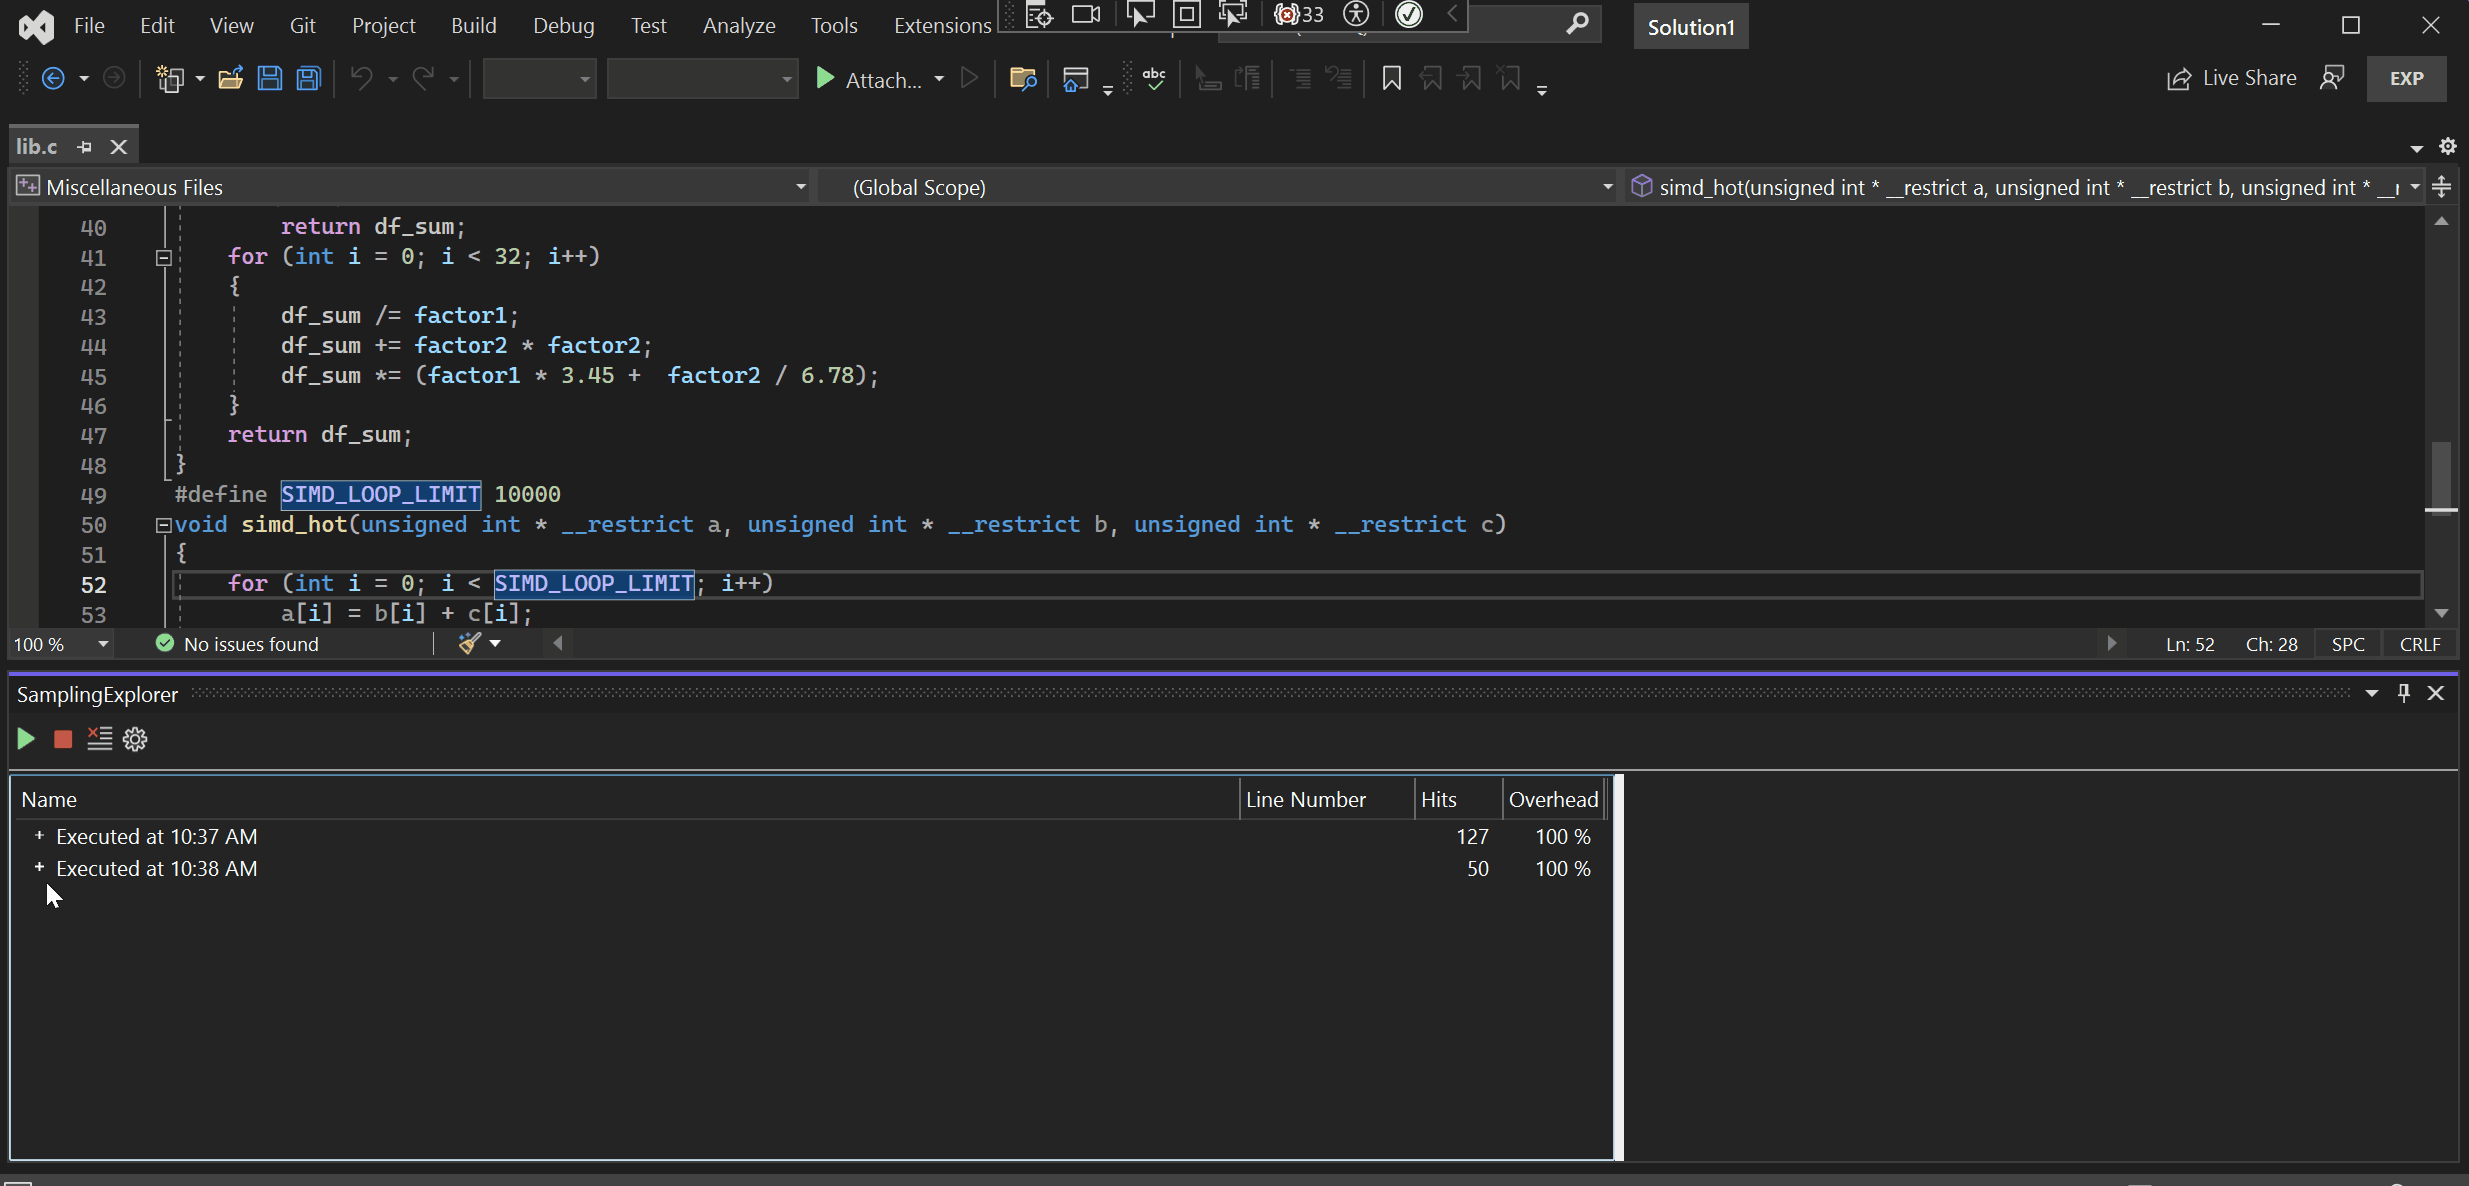 File Edit View Git Project Build Debug Test Analyze Tools Extensions 33 Solution1
Attach... abc Live Share EXP
lib.c
Miscellaneous Files (Global Scope) simd_hot(unsigned int * __restrict a, unsigned int * __restrict b, unsigned int * __r
40 return df_sum;
41 for (int i = 0; i < 32; i++)
42 {
43 df_sum /= factor1;
44 df_sum += factor2 * factor2;
45 df_sum *= (factor1 * 3.45 + factor2 / 6.78);
46 }
47 return df_sum;
48 }
49 #define SIMD_LOOP_LIMIT 10000
50 void simd_hot(unsigned int * __restrict a, unsigned int * __restrict b, unsigned int * __restrict c)
51 {
52 for (int i = 0; i < SIMD_LOOP_LIMIT; i++)
53 a[i] = b[i] + c[i];
100 % No issues found Ln: 52 Ch: 28 SPC CRLF
SamplingExplorer
Name Line Number Hits Overhead
+ Executed at 10:37 AM 127 100 %
+ Executed at 10:38 AM 50 100 %